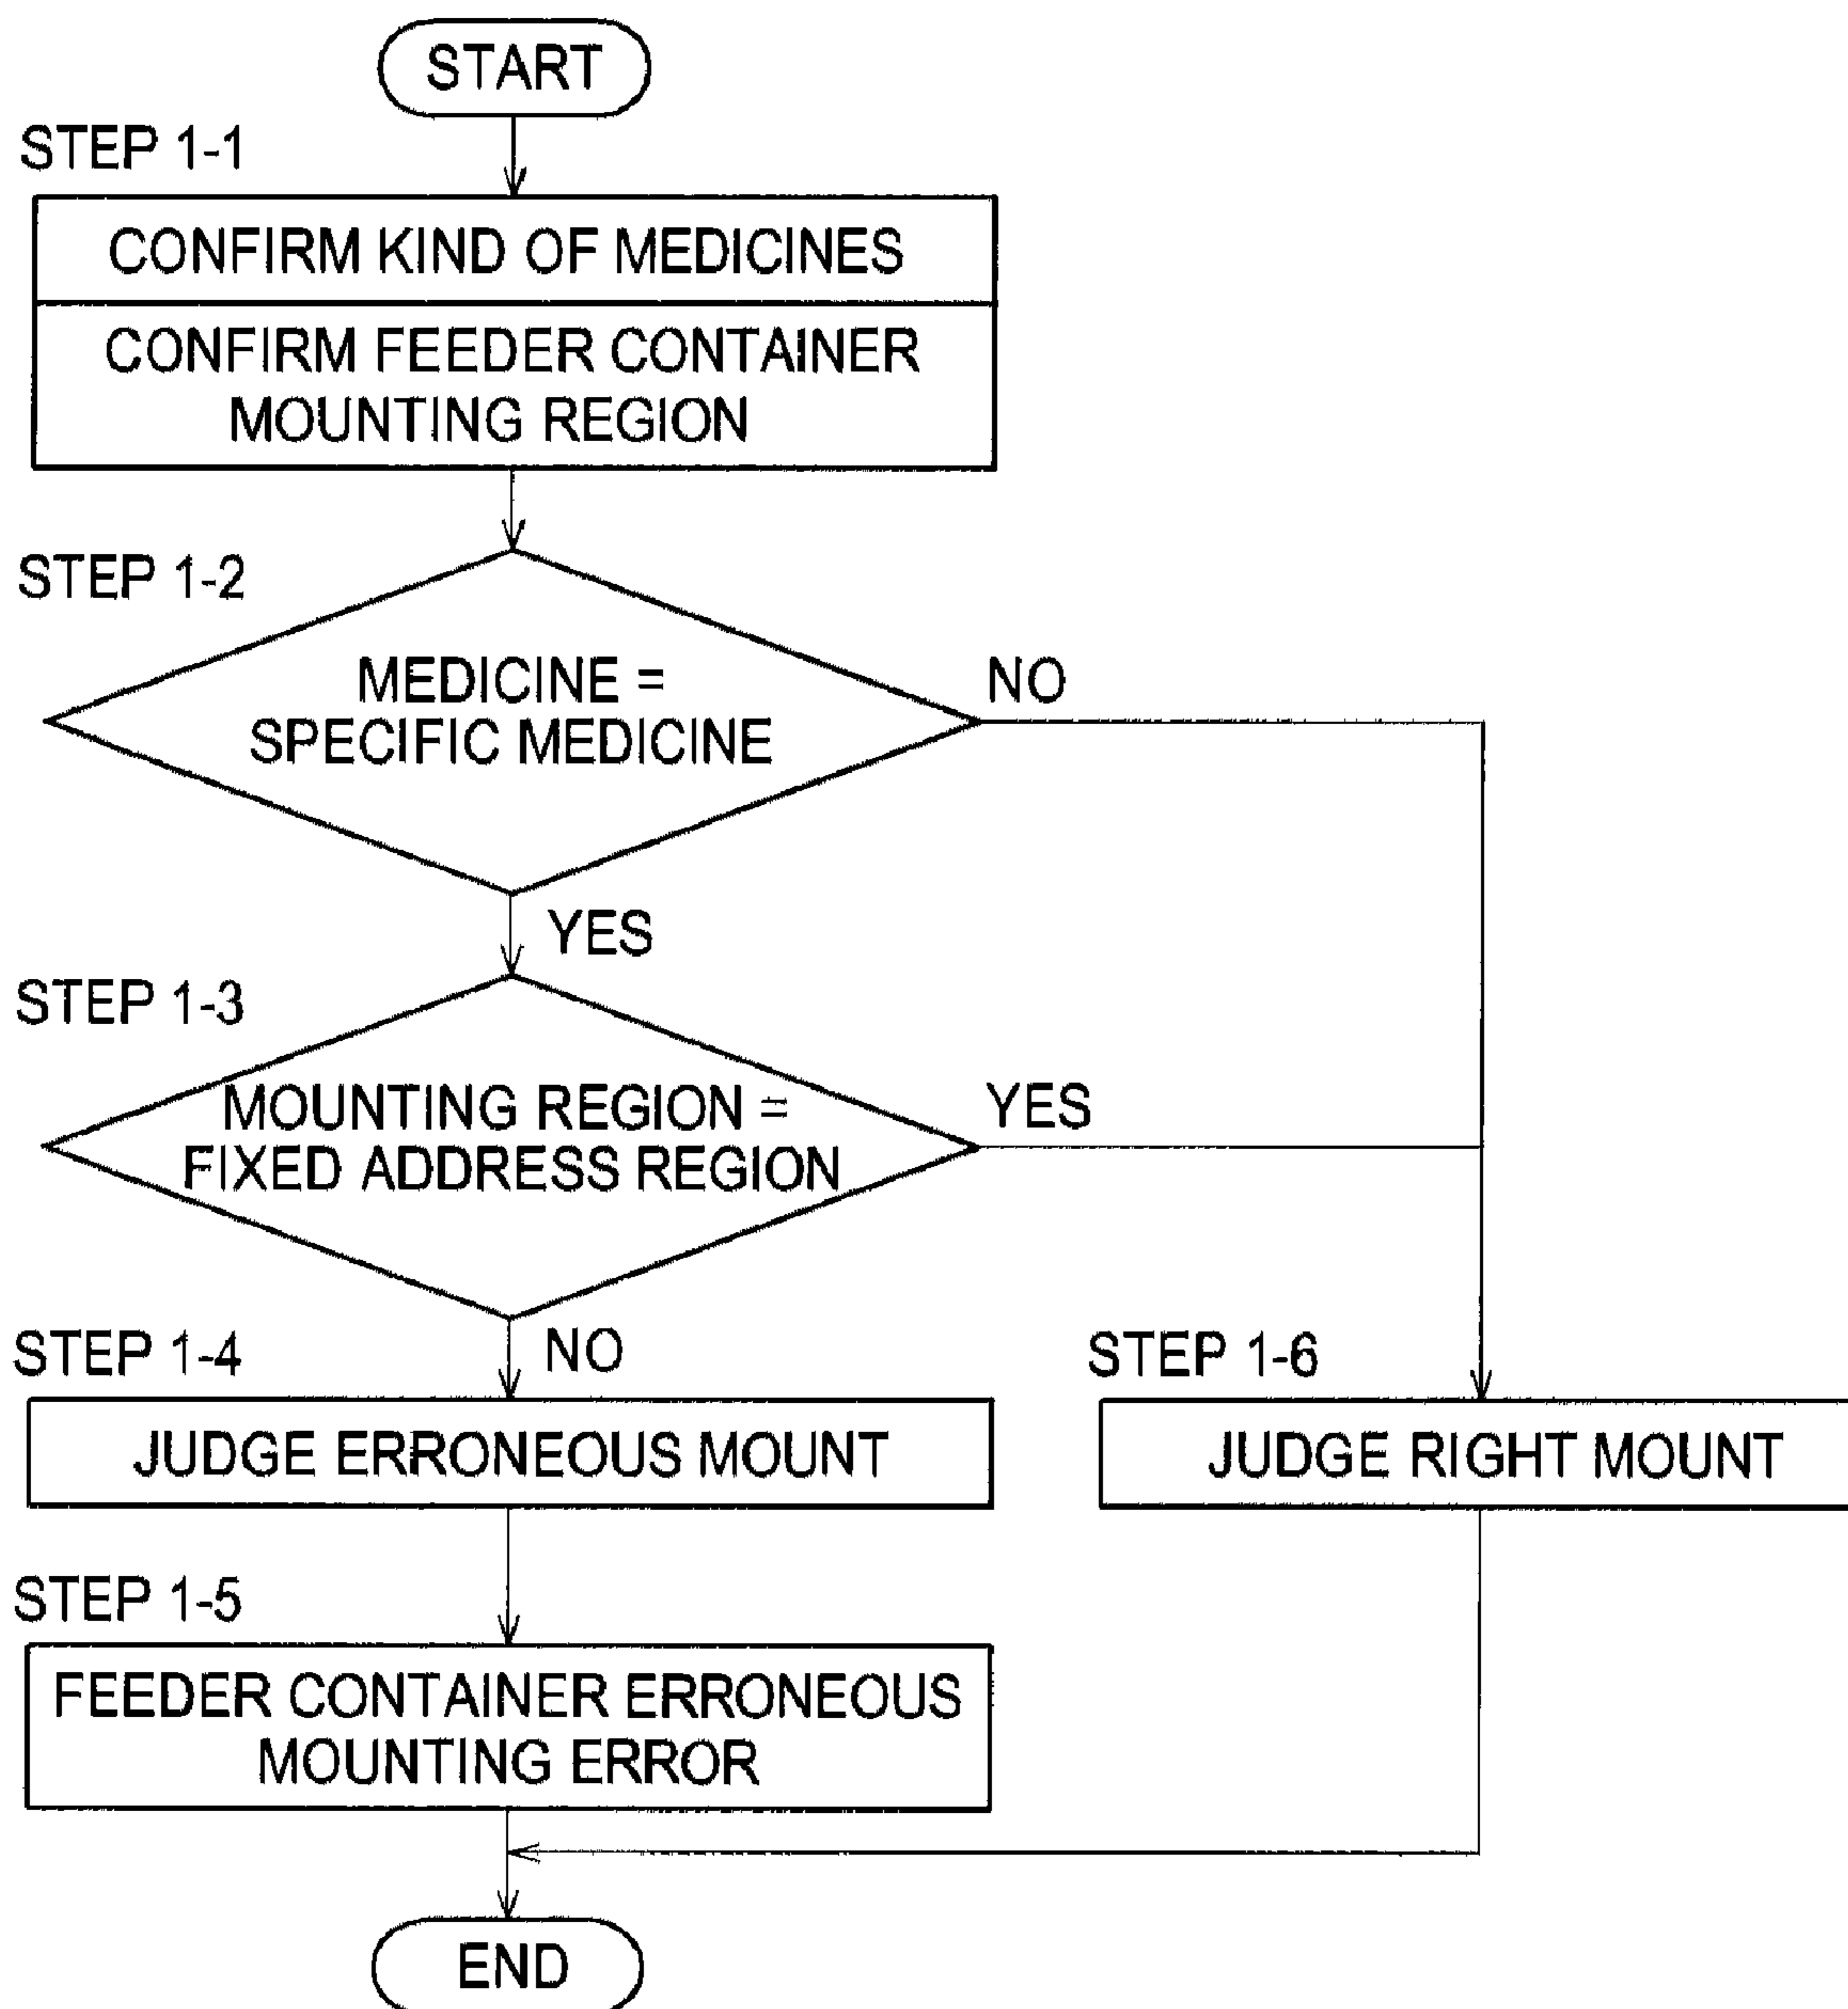 START
STEP 1-1
CONFIRM KIND OF MEDICINES
CONFIRM FEEDER CONTAINER
MOUNTING REGION
STEP 1-2
MEDICINE =
SPECIFIC MEDICINE
NO
YES
STEP 1-3
MOUNTING REGION =
FIXED ADDRESS REGION
YES
NO
STEP 1-4
JUDGE ERRONEOUS MOUNT
STEP 1-6
JUDGE RIGHT MOUNT
STEP 1-5
FEEDER CONTAINER ERRONEOUS
MOUNTING ERROR
END